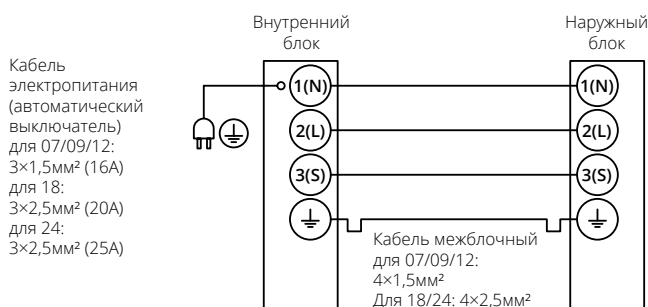 Внутренний
блок
Наружный
блок
Кабель
электропитания
(автоматический
выключатель)
для 07/09/12:
3×1,5мм² (16А)
для 18:
3×2,5мм² (20А)
для 24:
3×2,5мм² (25А)
1(N)
1(N)
2(L)
2(L)
3(S)
3(S)
Кабель межблочный
для 07/09/12:
4×1,5мм²
Для 18/24: 4×2,5мм²